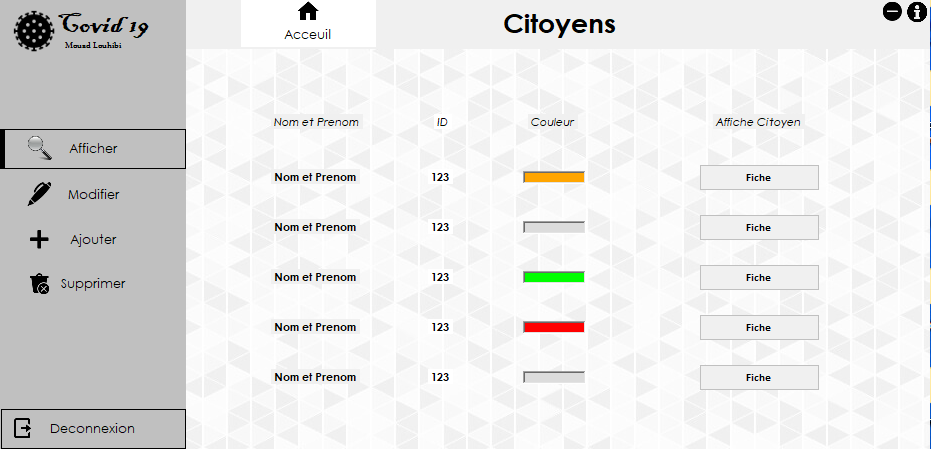 Covid 19
Mouad Louhibi
Acceuil
Citoyens
Afficher
Modifier
Ajouter
Supprimer
Deconnexion
Nom et Prenom ID Couleur Affiche Citoyen
Nom et Prenom 123 Fiche
Nom et Prenom 123 Fiche
Nom et Prenom 123 Fiche
Nom et Prenom 123 Fiche
Nom et Prenom 123 Fiche